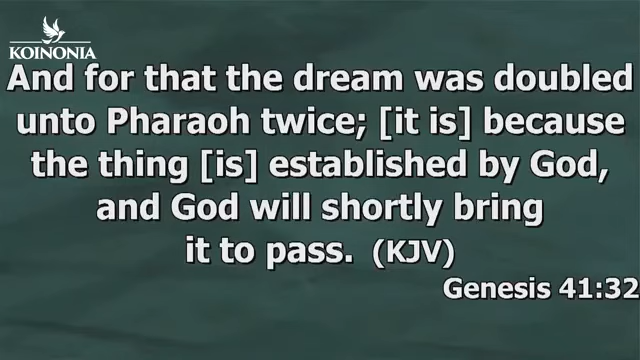 KOINONIA
And for that the dream was doubled
unto Pharaoh twice; [it is] because
the thing [is] established by God,
and God will shortly bring
it to pass. (KJV)
Genesis 41:32